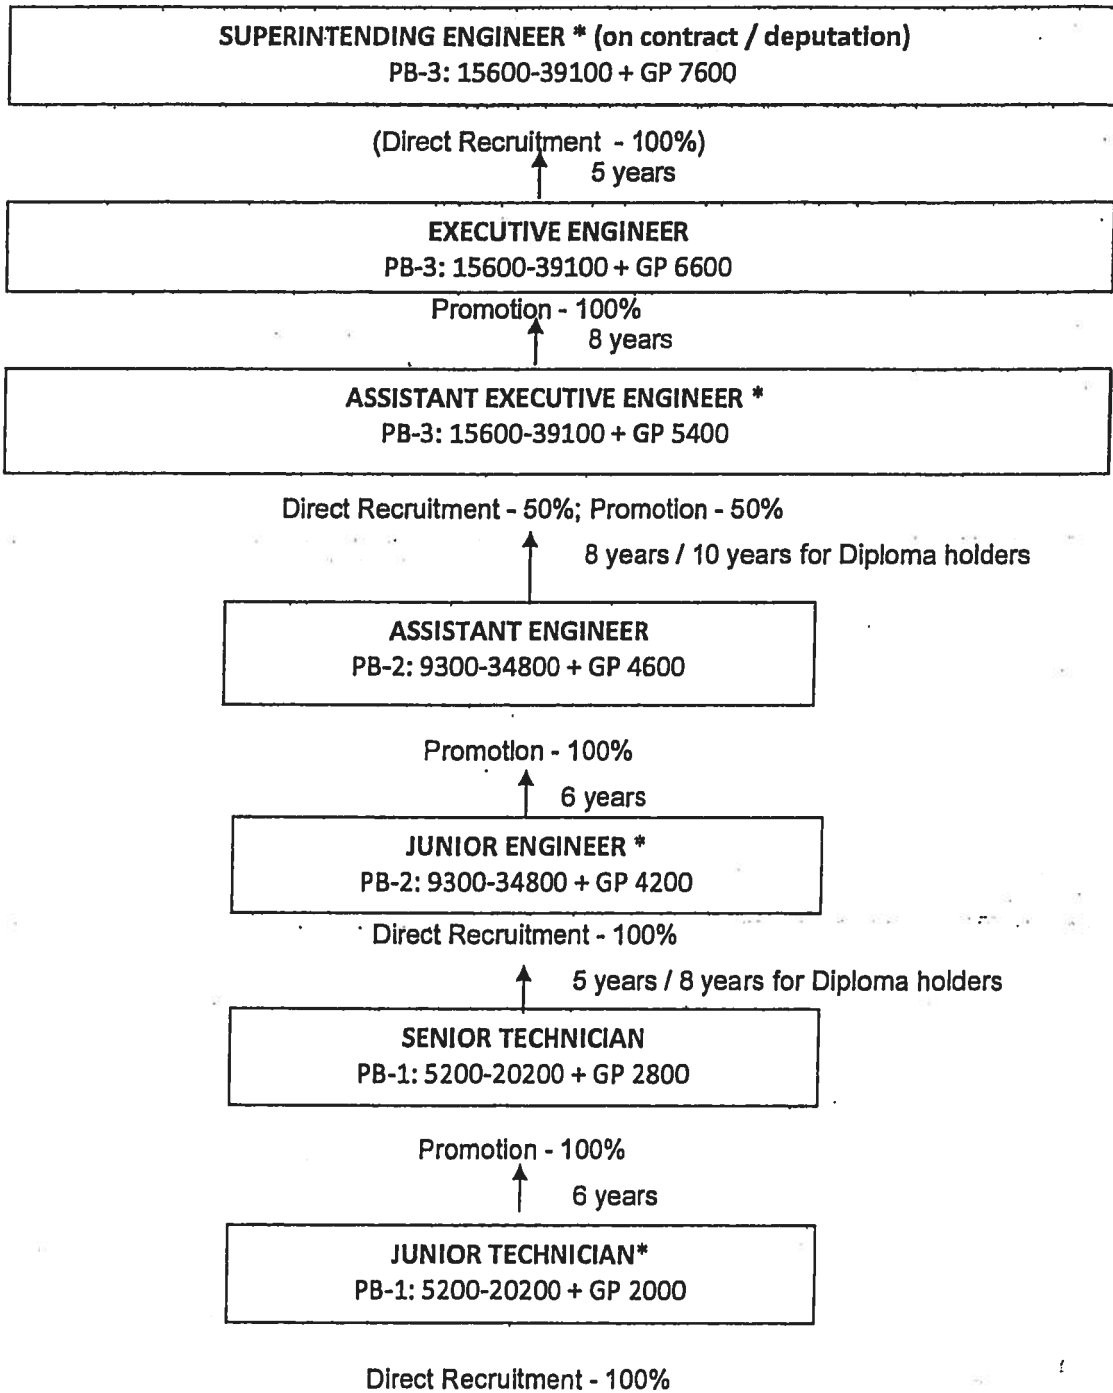 SUPERINTENDING ENGINEER * (on contract / deputation)
PB-3: 15600-39100 + GP 7600
(Direct Recruitment - 100%)
5 years
EXECUTIVE ENGINEER
PB-3: 15600-39100 + GP 6600
Promotion - 100%
8 years
ASSISTANT EXECUTIVE ENGINEER *
PB-3: 15600-39100 + GP 5400
Direct Recruitment - 50%; Promotion - 50%
8 years / 10 years for Diploma holders
ASSISTANT ENGINEER
PB-2: 9300-34800 + GP 4600
Promotion - 100%
6 years
JUNIOR ENGINEER *
PB-2: 9300-34800 + GP 4200
Direct Recruitment - 100%
5 years / 8 years for Diploma holders
SENIOR TECHNICIAN
PB-1: 5200-20200 + GP 2800
Promotion - 100%
6 years
JUNIOR TECHNICIAN*
PB-1: 5200-20200 + GP 2000
Direct Recruitment - 100%